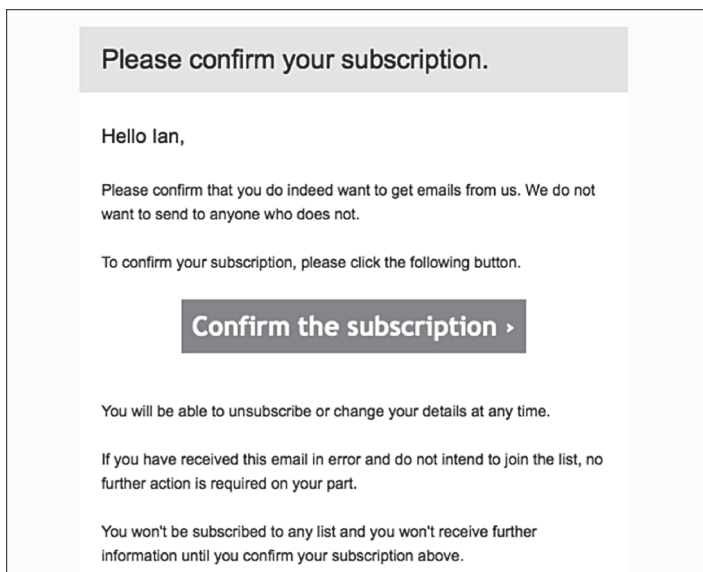 Please confirm your subscription.
Hello Ian,
Please confirm that you do indeed want to get emails from us. We do not
want to send to anyone who does not.
To confirm your subscription, please click the following button.
Confirm the subscription ›
You will be able to unsubscribe or change your details at any time.
If you have received this email in error and do not intend to join the list, no
further action is required on your part.
You won't be subscribed to any list and you won't receive further
information until you confirm your subscription above.